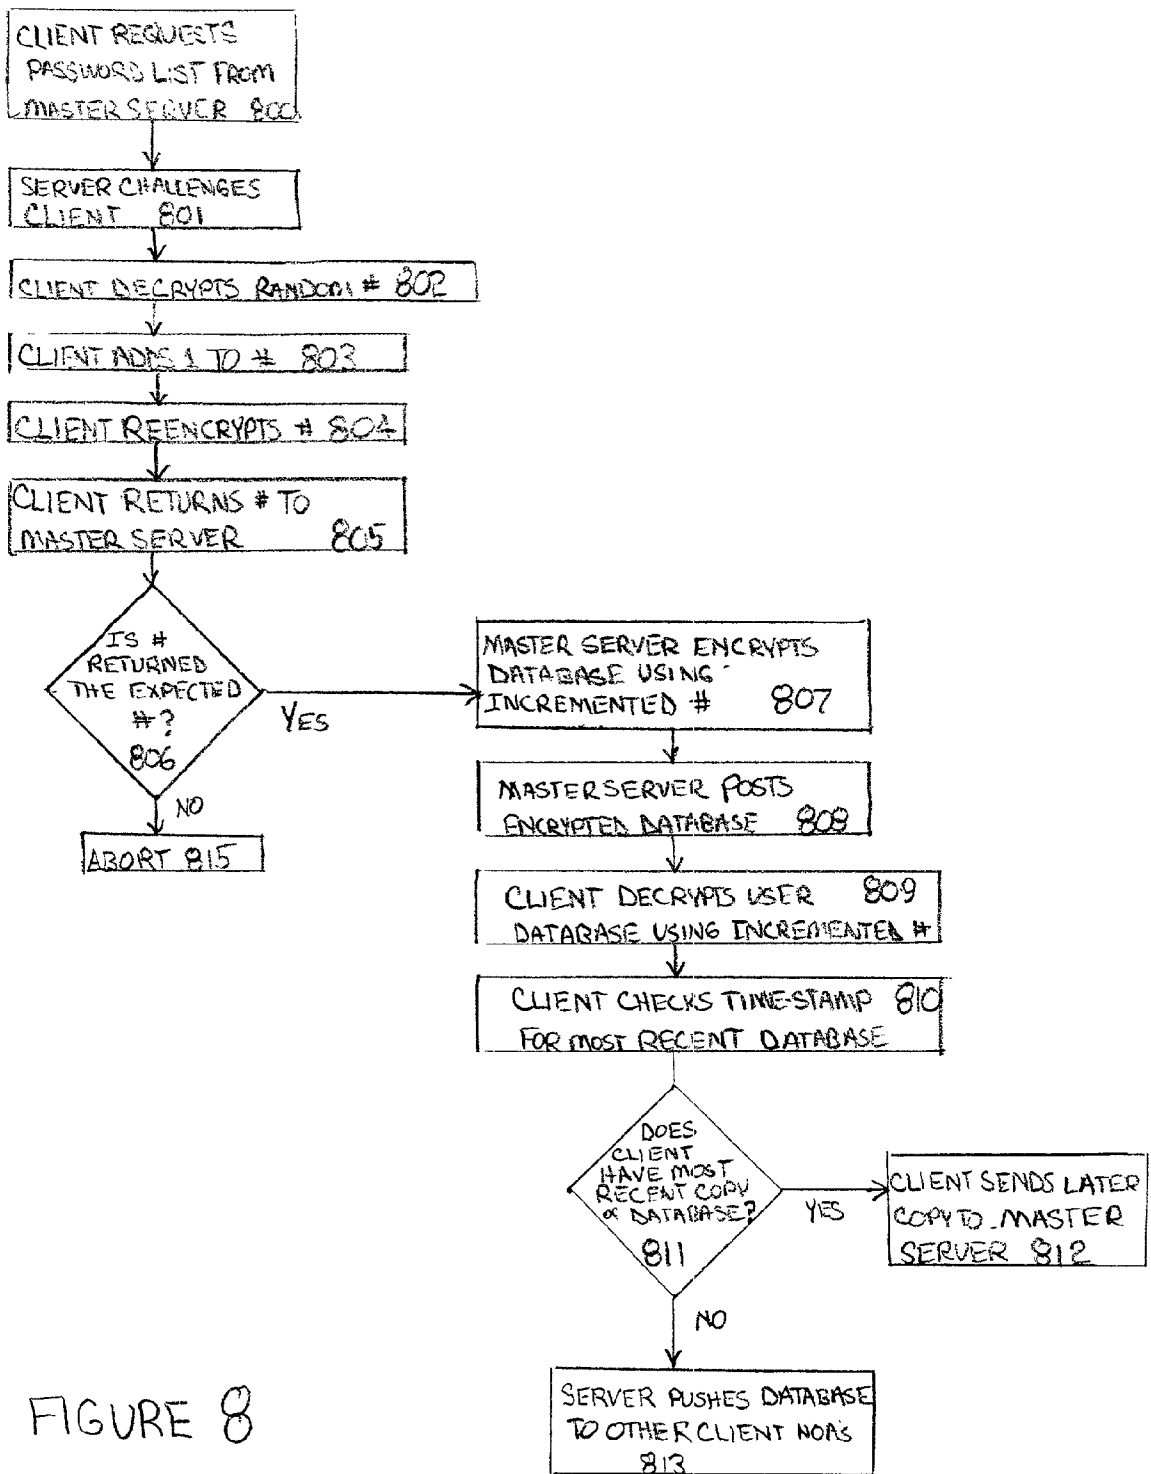 CLIENT REQUESTS
PASSWORD LIST FROM
MASTER SERVER 800
SERVER CHALLENGES
CLIENT 801
CLIENT DECRYPTS RANDOM # 802
CLIENT ADDS 1 TO # 803
CLIENT REENCRYPTS # 804
CLIENT RETURNS # TO
MASTER SERVER 805
IS #
RETURNED
THE EXPECTED
#?
806
YES
NO
ABORT 815
MASTER SERVER ENCRYPTS
DATABASE USING
INCREMENTED # 807
MASTER SERVER POSTS
ENCRYPTED DATABASE 808
CLIENT DECRYPTS USER 809
DATABASE USING INCREMENTED #
CLIENT CHECKS TIME-STAMP 810
FOR MOST RECENT DATABASE
DOES
CLIENT
HAVE MOST
RECENT COPY
OF DATABASE?
811
YES
CLIENT SENDS LATER
COPY TO MASTER
SERVER 812
NO
SERVER PUSHES DATABASE
TO OTHER CLIENT NOA'S
813
FIGURE 8